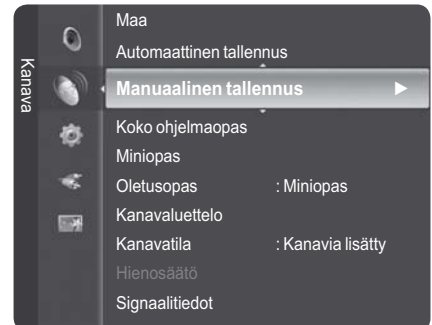 Kanava
Maa
Automaattinen tallennus
Manuaalinen tallennus
Koko ohjelmaopas
Miniopas
Oletusopas : Miniopas
Kanavaluettelo
Kanavatila : Kanavia lisätty
Hienosäätö
Signaalitiedot